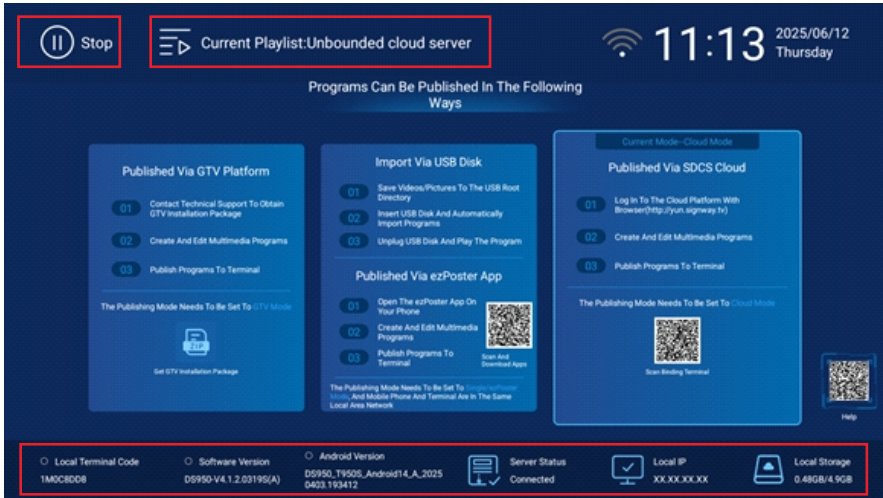 Stop
Current Playlist:Unbounded cloud server
11:13
2025/06/12
Thursday
Programs Can Be Published In The Following
Ways
Published Via GTV Platform
01
Contact Technical Support To Obtain
GTV Installation Package
02
Create And Edit Multimedia Programs
03
Publish Programs To Terminal
The Publishing Mode Needs To Be Set To GTV Mode
ZIP
Get GTV Installation Package
Import Via USB Disk
01
Save Videos/Pictures To The USB Root
Directory
02
Insert USB Disk And Automatically
Import Programs
03
Unplug USB Disk And Play The Program
Published Via ezPoster App
01
Open The ezPoster App On
Your Phone
02
Create And Edit Multimedia
Programs
03
Publish Programs To
Terminal
Scan And
Download Apps
The Publishing Mode Needs To Be Set To Single/ezPoster
Mode, And Mobile Phone And Terminal Are In The Same
Local Area Network
Current Mode--Cloud Mode
Published Via SDCS Cloud
01
Log In To The Cloud Platform With
Browser(http://yun.signway.tv)
02
Create And Edit Multimedia Programs
03
Publish Programs To Terminal
The Publishing Mode Needs To Be Set To Cloud Mode
Scan Binding Terminal
Help
Local Terminal Code
1M0C8DD8
Software Version
DS950-V4.1.2.0319S(A)
Android Version
DS950_T950S_Android14_A_2025
0403.193412
Server Status
Connected
Local IP
XX.XX.XX.XX
Local Storage
0.48GB/4.9GB